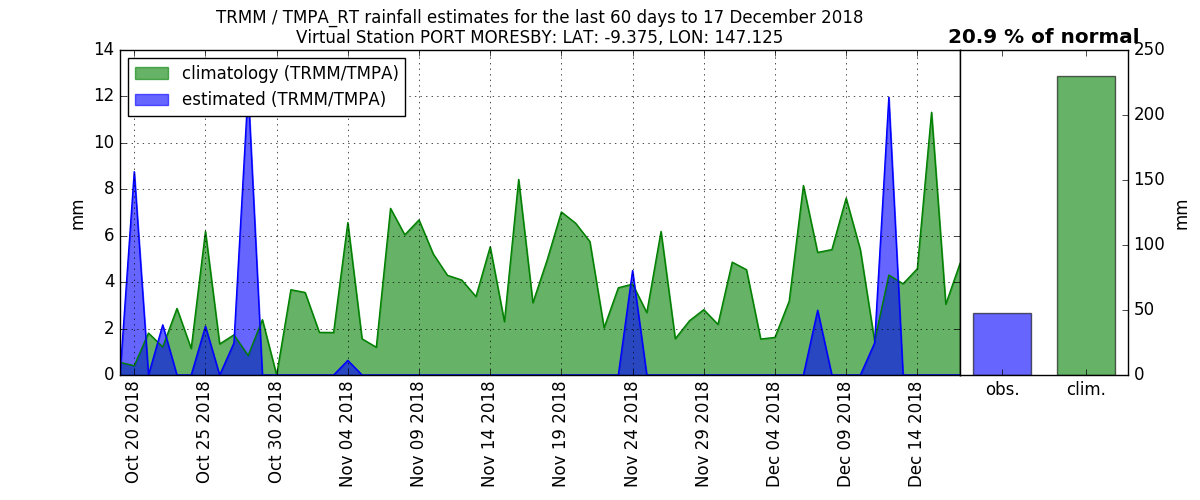 TRMM / TMPA_RT rainfall estimates for the last 60 days to 17 December 2018
Virtual Station PORT MORESBY: LAT: -9.375, LON: 147.125
20.9 % of normal
climatology (TRMM/TMPA)
estimated (TRMM/TMPA)
mm
14
12
10
8
6
4
2
0
Oct 20 2018
Oct 25 2018
Oct 30 2018
Nov 04 2018
Nov 09 2018
Nov 14 2018
Nov 19 2018
Nov 24 2018
Nov 29 2018
Dec 04 2018
Dec 09 2018
Dec 14 2018
obs.
clim.
250
200
150
100
50
0
mm